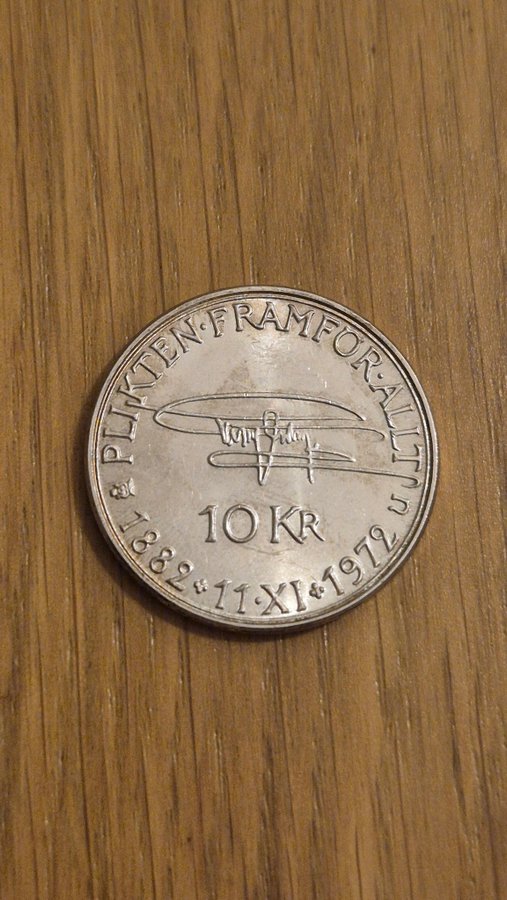 PLIKTEN·FRAMFÖR·ALLT
10 KR
1882 11·XI 1972 U